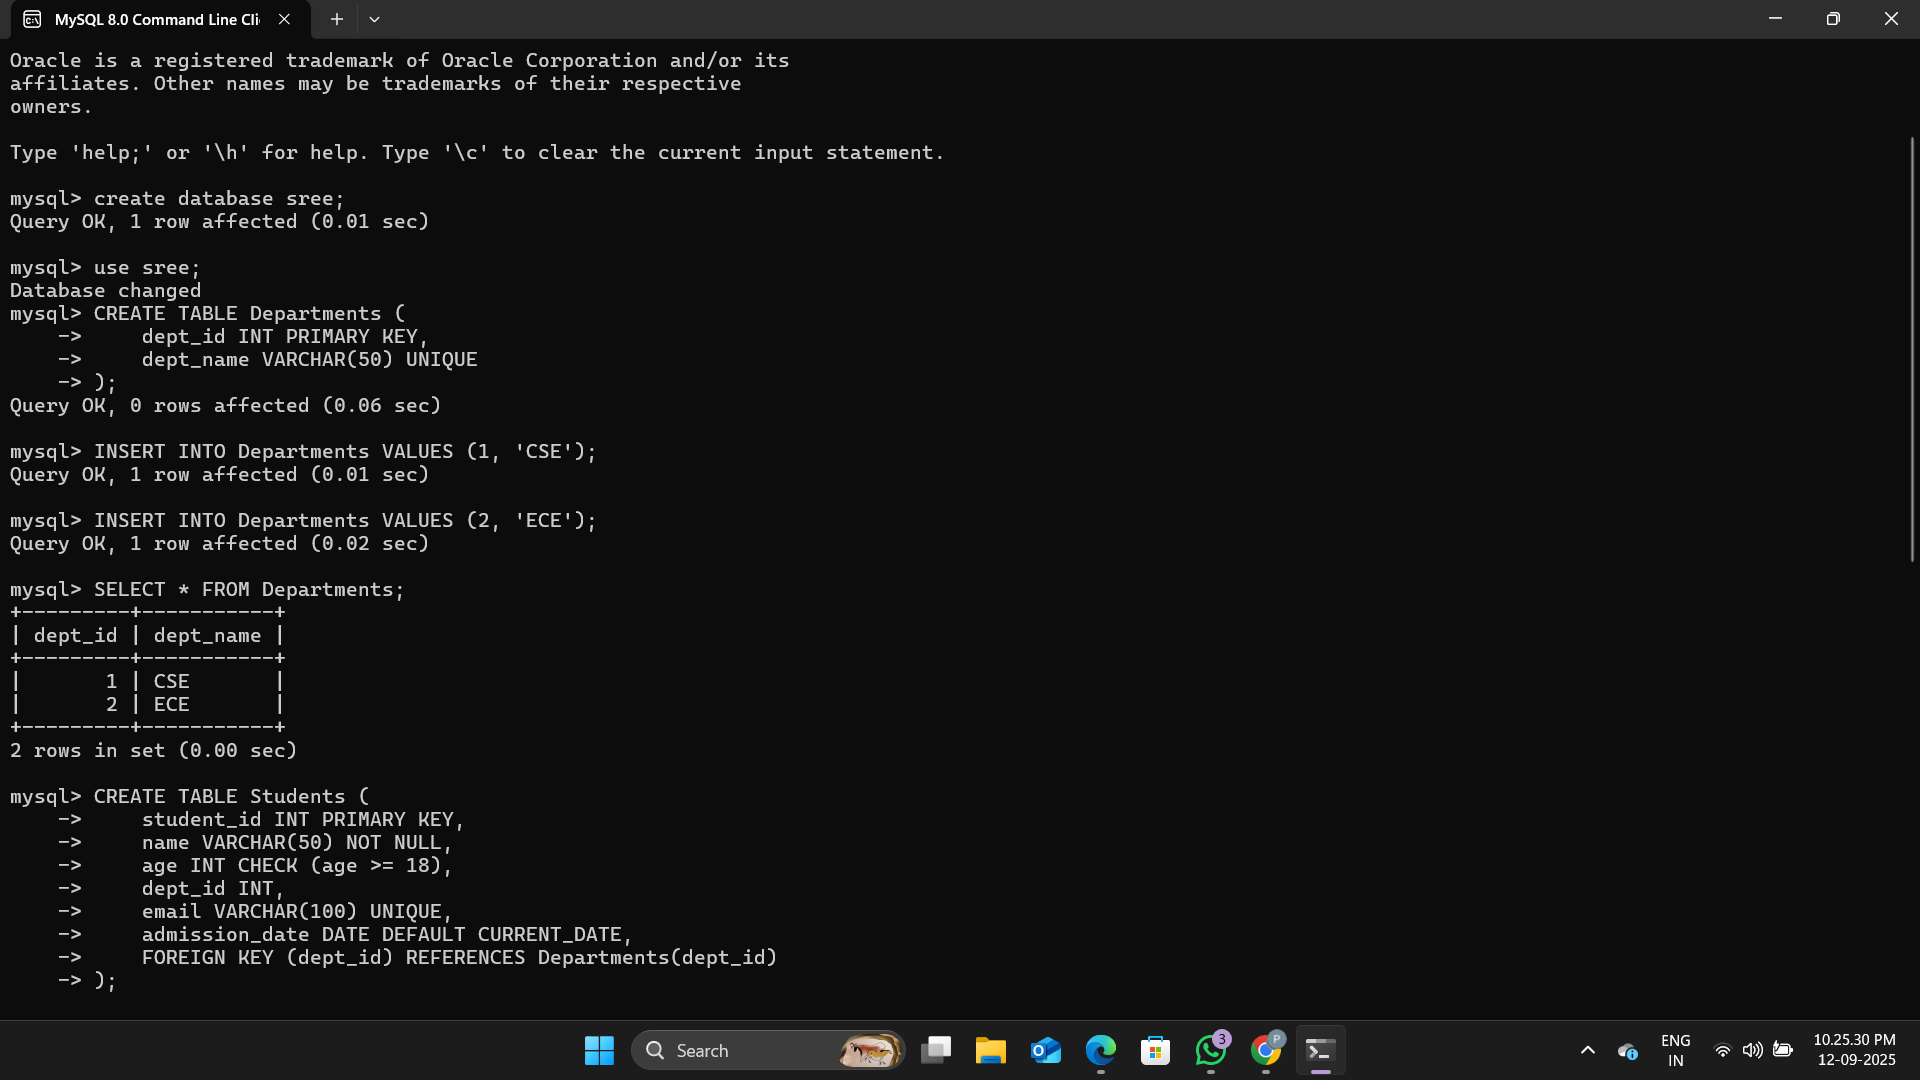 MySQL 8.0 Command Line Cli
Oracle is a registered trademark of Oracle Corporation and/or its
affiliates. Other names may be trademarks of their respective
owners.
Type 'help;' or '\h' for help. Type '\c' to clear the current input statement.
mysql> create database sree;
Query OK, 1 row affected (0.01 sec)
mysql> use sree;
Database changed
mysql> CREATE TABLE Departments (
    ->     dept_id INT PRIMARY KEY,
    ->     dept_name VARCHAR(50) UNIQUE
    -> );
Query OK, 0 rows affected (0.06 sec)
mysql> INSERT INTO Departments VALUES (1, 'CSE');
Query OK, 1 row affected (0.01 sec)
mysql> INSERT INTO Departments VALUES (2, 'ECE');
Query OK, 1 row affected (0.02 sec)
mysql> SELECT * FROM Departments;
+---------+-----------+
| dept_id | dept_name |
+---------+-----------+
|       1 | CSE       |
|       2 | ECE       |
+---------+-----------+
2 rows in set (0.00 sec)
mysql> CREATE TABLE Students (
    ->     student_id INT PRIMARY KEY,
    ->     name VARCHAR(50) NOT NULL,
    ->     age INT CHECK (age >= 18),
    ->     dept_id INT,
    ->     email VARCHAR(100) UNIQUE,
    ->     admission_date DATE DEFAULT CURRENT_DATE,
    ->     FOREIGN KEY (dept_id) REFERENCES Departments(dept_id)
    -> );
Search
3
P
ENG
IN
10.25.30 PM
12-09-2025